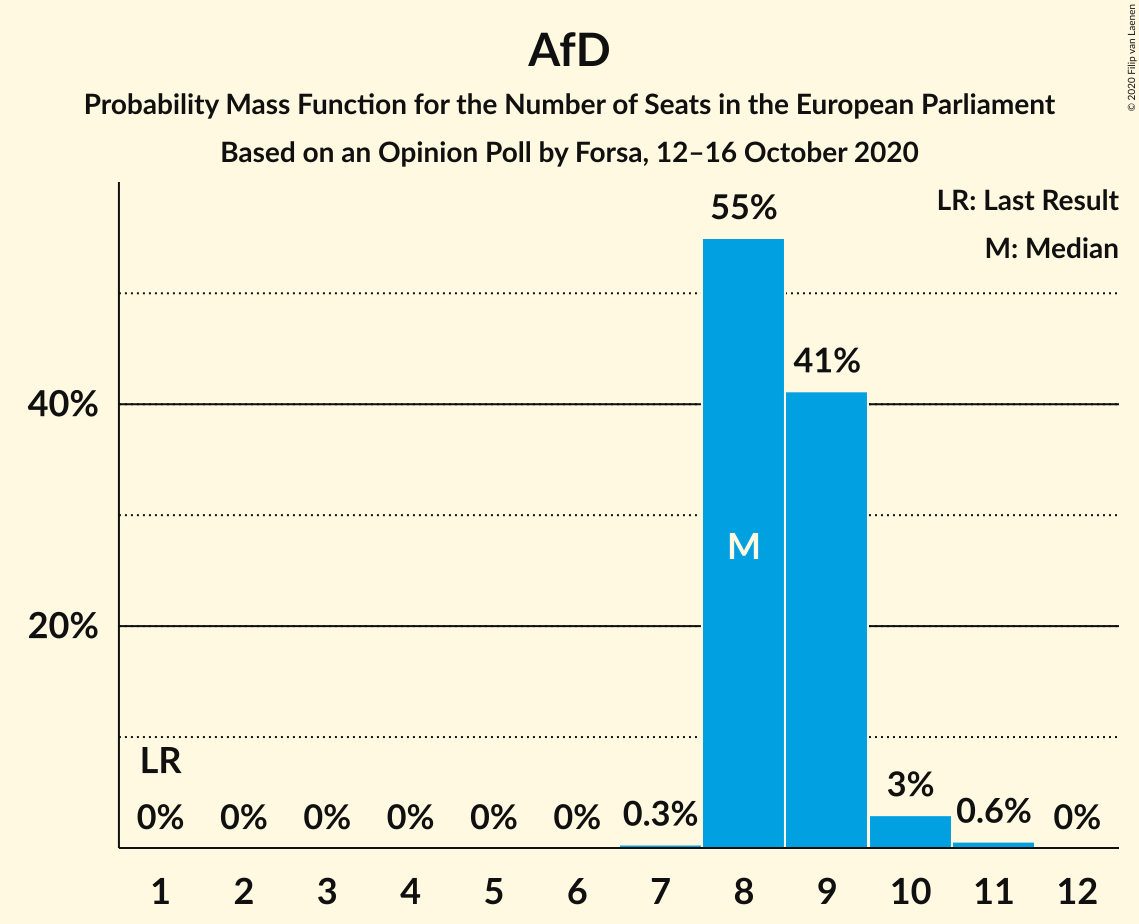 AfD
Probability Mass Function for the Number of Seats in the European Parliament
Based on an Opinion Poll by Forsa, 12–16 October 2020
© 2020 Filip van Laenen
LR: Last Result
M: Median
55%
41%
40%
M
20%
LR
0% 0% 0% 0% 0% 0% 0.3% 3% 0.6% 0%
1 2 3 4 5 6 7 8 9 10 11 12